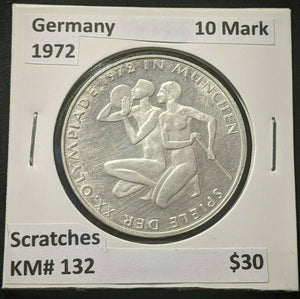 Germany 10 Mark
1972
SPIELE DER XX. OLYMPIADE 1972 IN MÜNCHEN
Scratches
KM# 132 $30